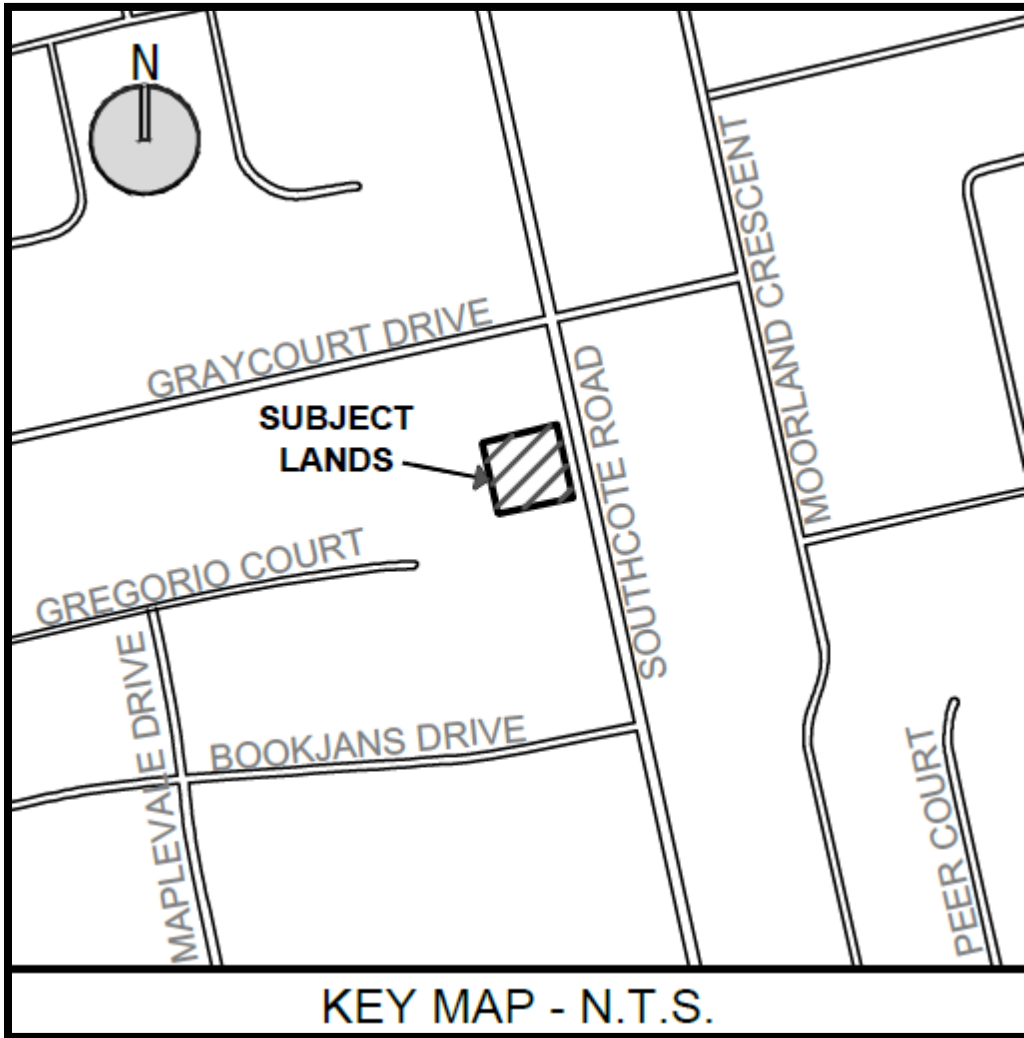 N
GRAYCOURT DRIVE
MOORLAND CRESCENT
SUBJECT
LANDS
SOUTHCOTE ROAD
GREGORIO COURT
MAPLEVALE DRIVE
BOOKJANS DRIVE
PEER COURT
KEY MAP - N.T.S.